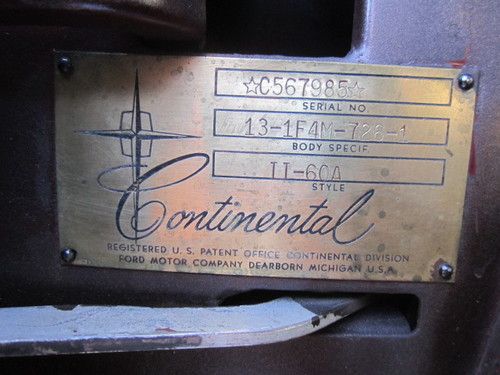 ☆C567985☆
SERIAL NO.
13-1F4M-726-1
BODY SPECIF.
II-60A
STYLE
Continental
REGISTERED U.S. PATENT OFFICE CONTINENTAL DIVISION
FORD MOTOR COMPANY DEARBORN MICHIGAN U.S.A.